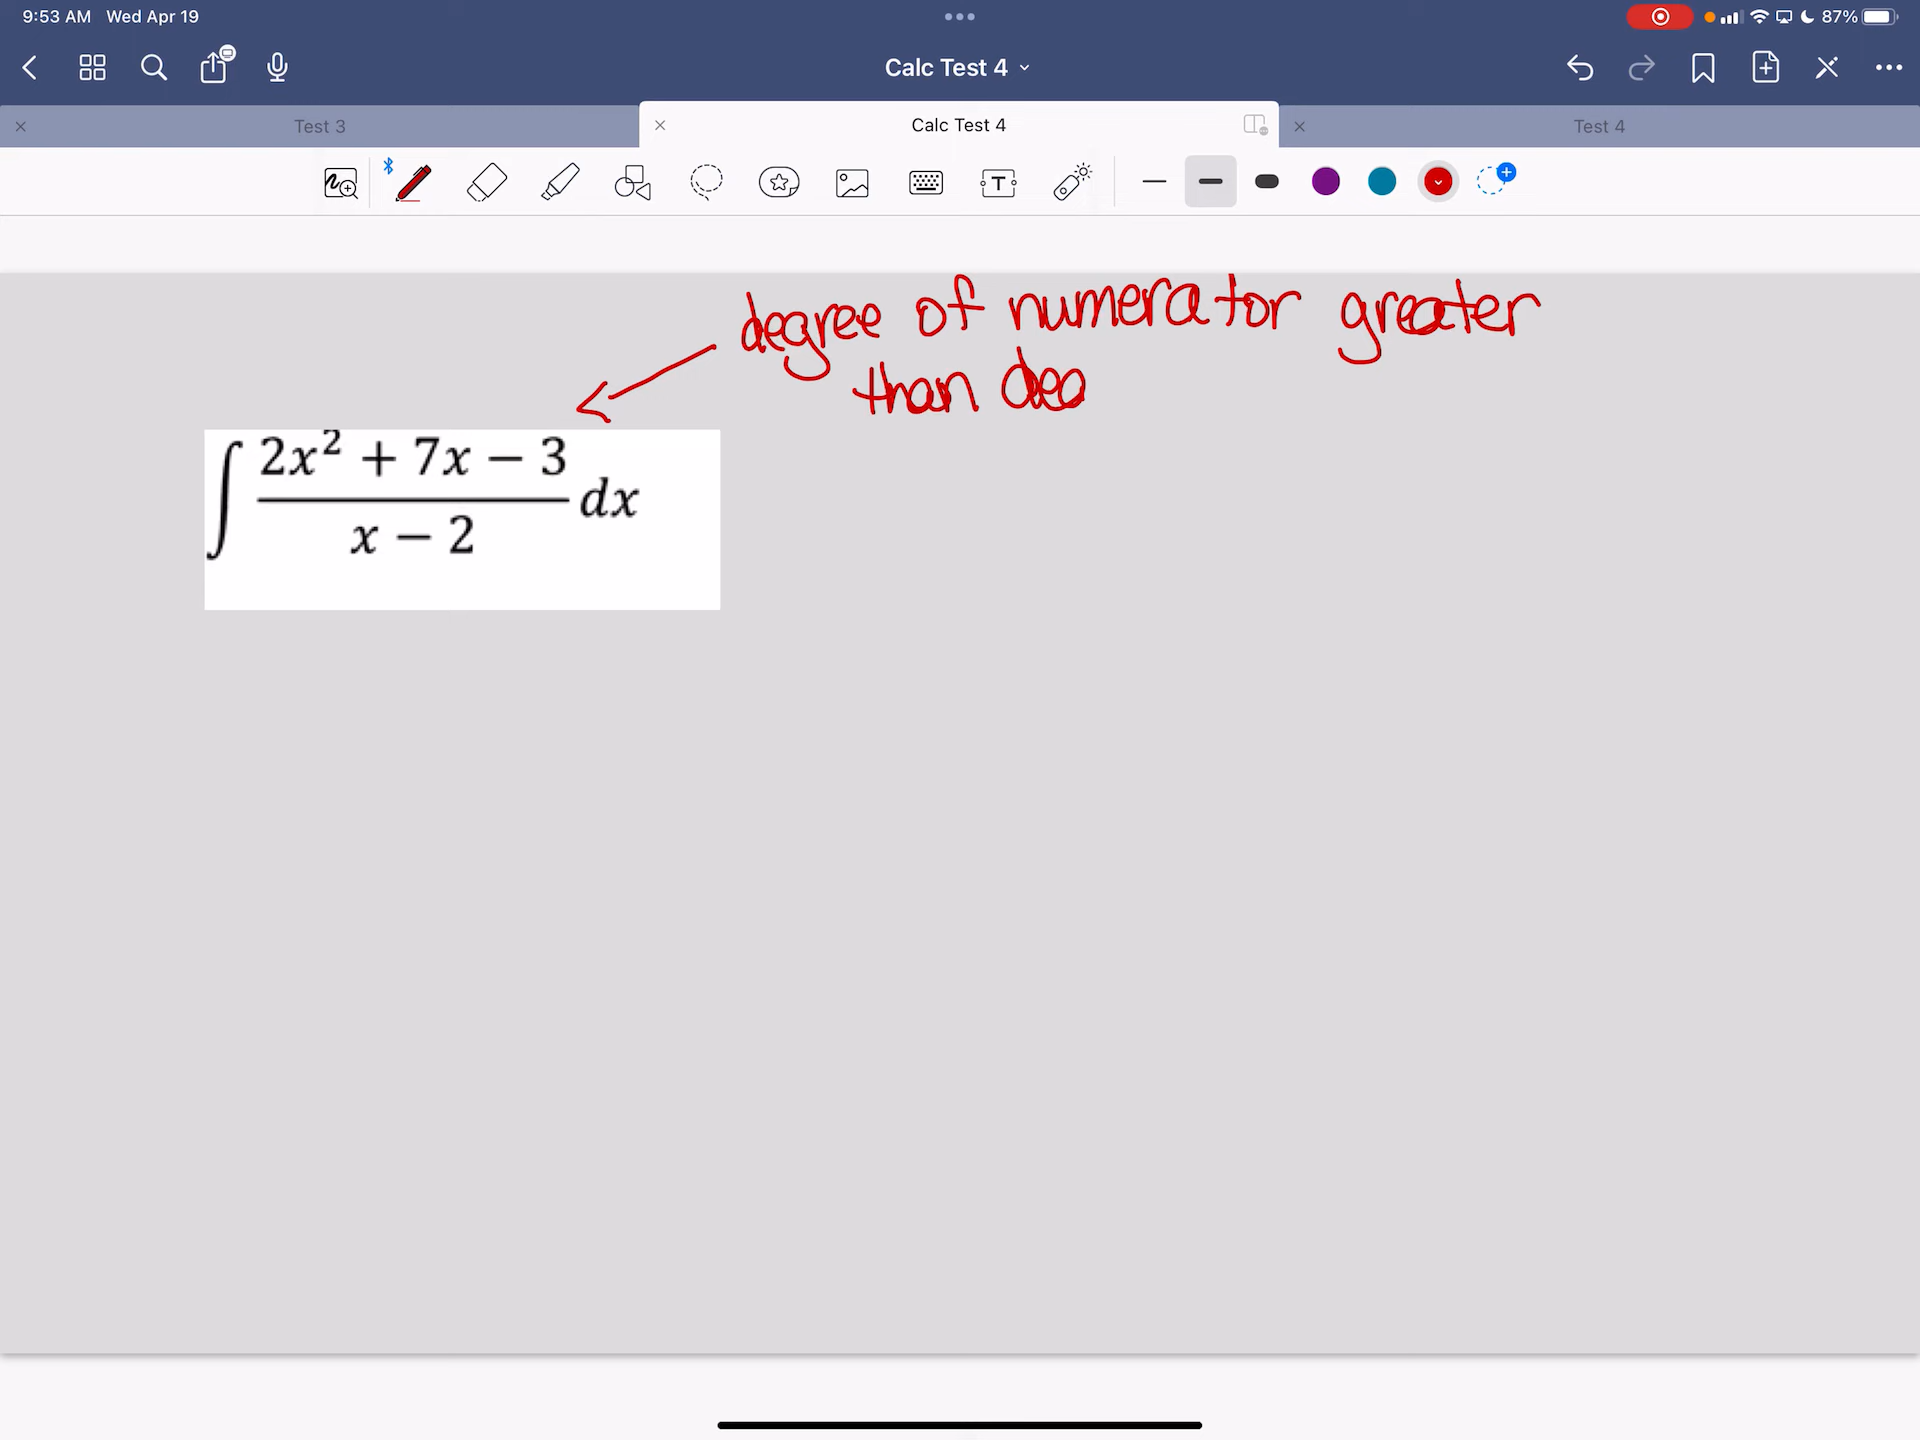 9:53 AM Wed Apr 19
87%
Calc Test 4
Test 3
Calc Test 4
Test 4
T
degree of numerator greater
than deg
∫ (2x² + 7x − 3)/(x − 2) dx